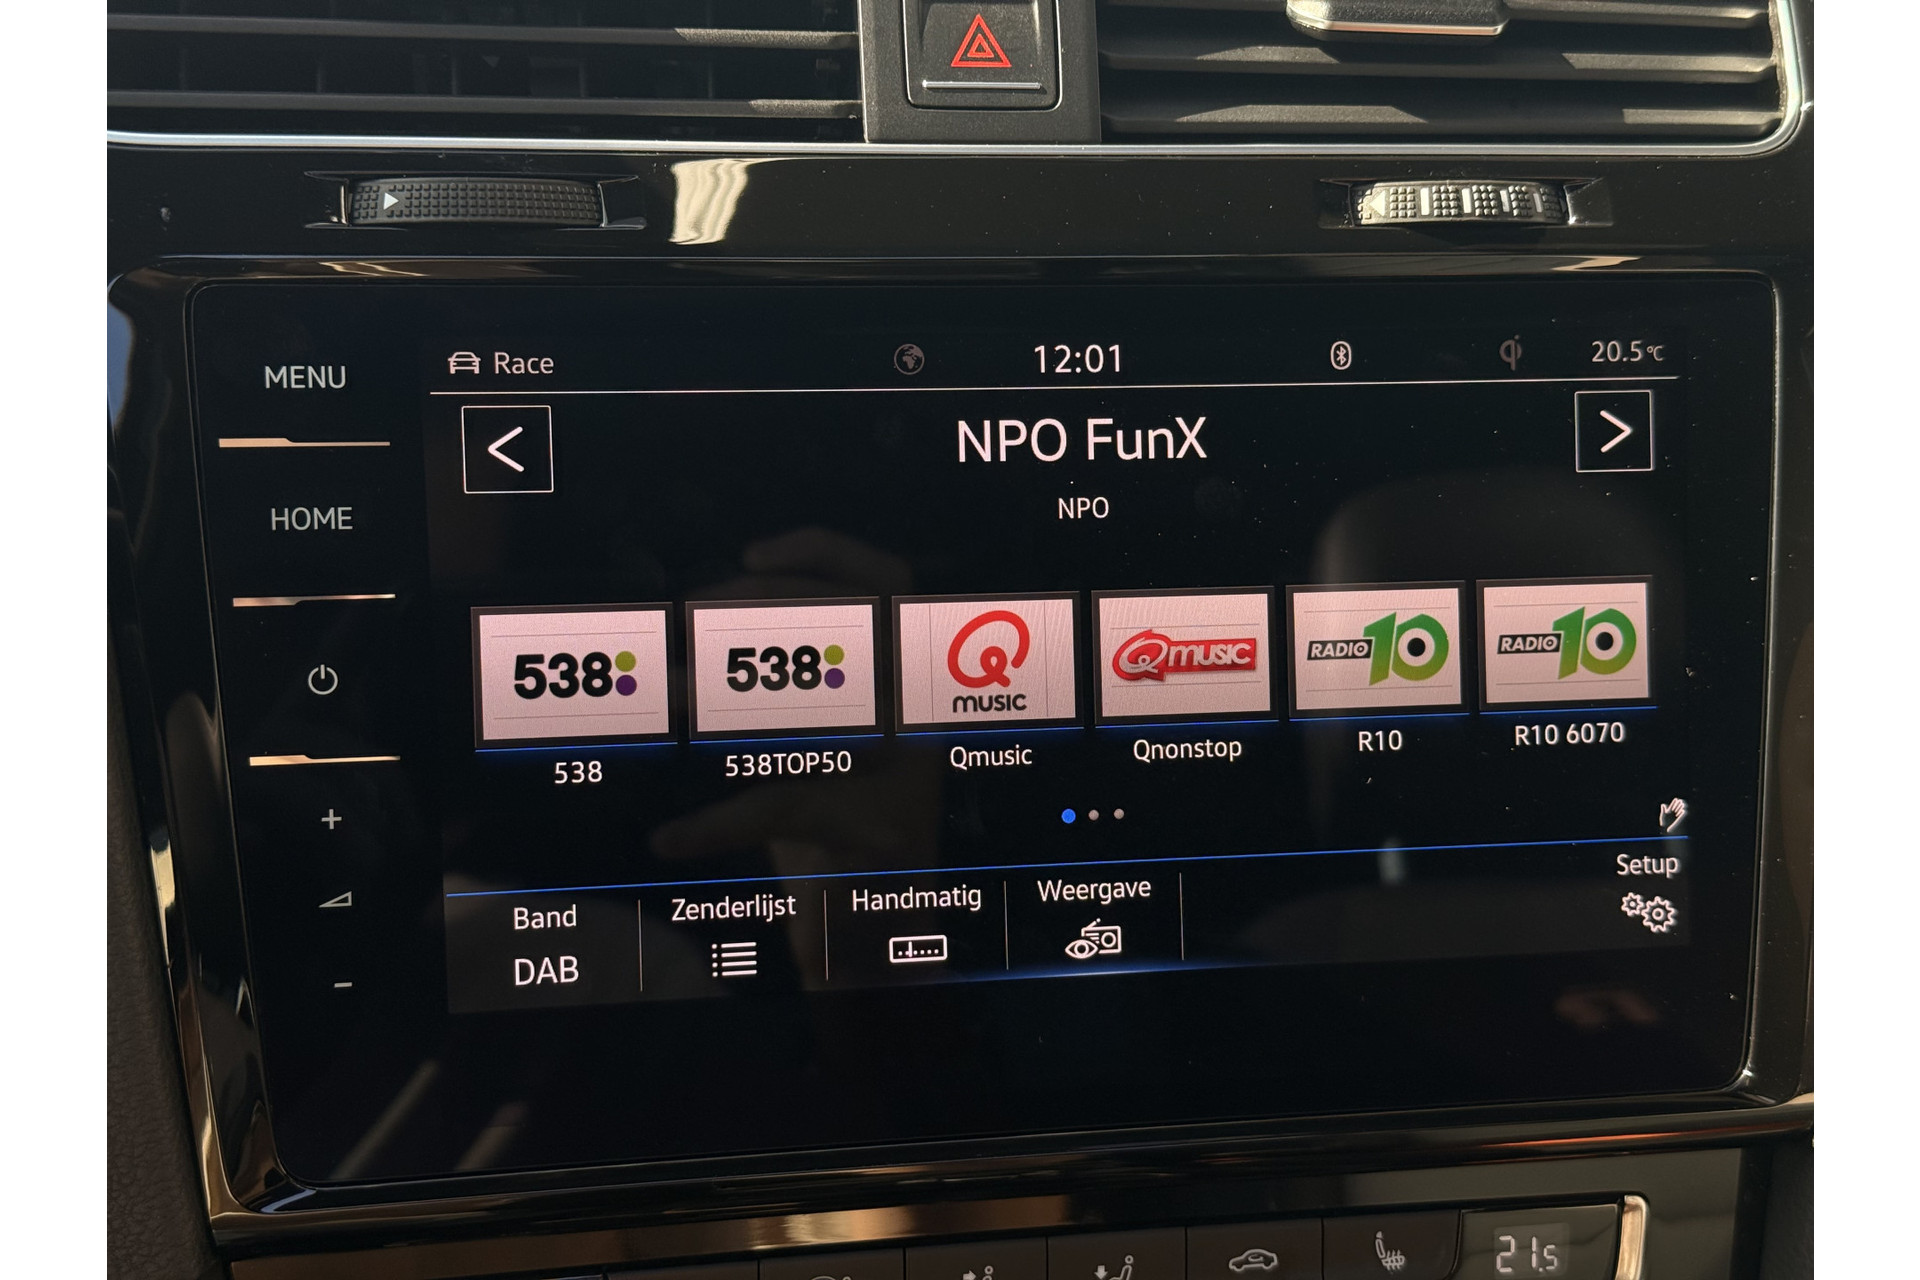 MENU
Race
12:01
20.5°C
<
NPO FunX
>
HOME
NPO
538
538
Q MUSIC
Q MUSIC
RADIO 10
RADIO 10
538
538TOP50
Qmusic
Qnonstop
R10
R10 6070
+
−
Band
Zenderlijst
Handmatig
Weergave
Setup
DAB
21.5